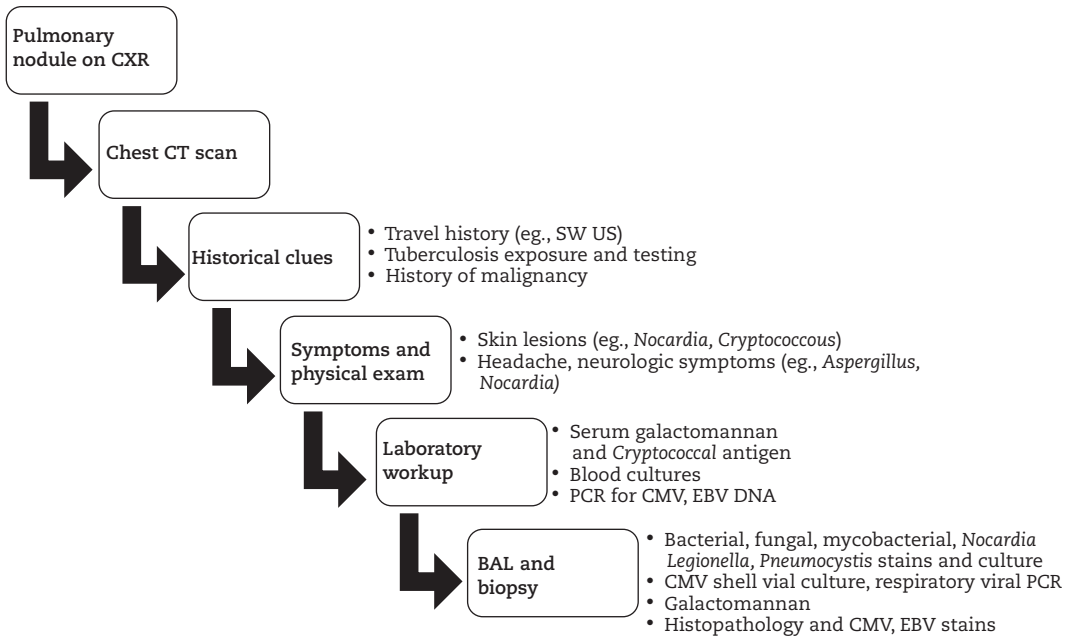 Pulmonary
nodule on CXR
Chest CT scan
Historical clues
• Travel history (eg., SW US)
• Tuberculosis exposure and testing
• History of malignancy
Symptoms and
physical exam
• Skin lesions (eg., Nocardia, Cryptococcous)
• Headache, neurologic symptoms (eg., Aspergillus,
Nocardia)
Laboratory
workup
• Serum galactomannan
and Cryptococcal antigen
• Blood cultures
• PCR for CMV, EBV DNA
BAL and
biopsy
• Bacterial, fungal, mycobacterial, Nocardia
Legionella, Pneumocystis stains and culture
• CMV shell vial culture, respiratory viral PCR
• Galactomannan
• Histopathology and CMV, EBV stains